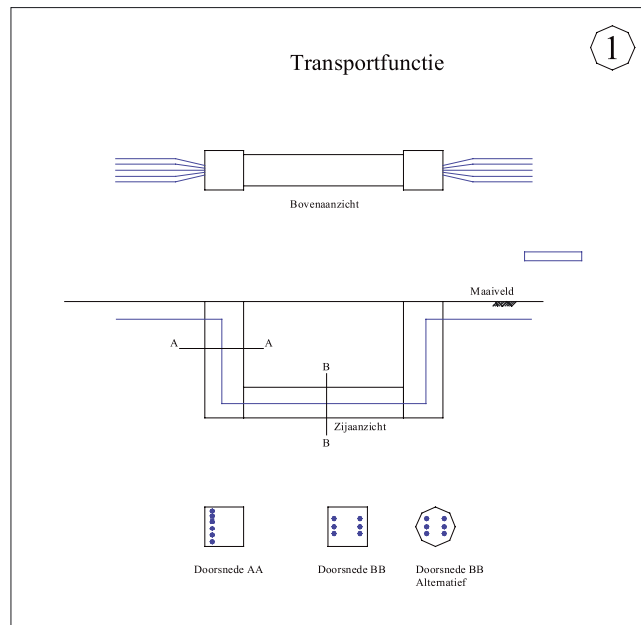 1
Transportfunctie
Bovenaanzicht
Maaiveld
A
A
B
Zijaanzicht
B
Doorsnede AA
Doorsnede BB
Doorsnede BB
Alternatief